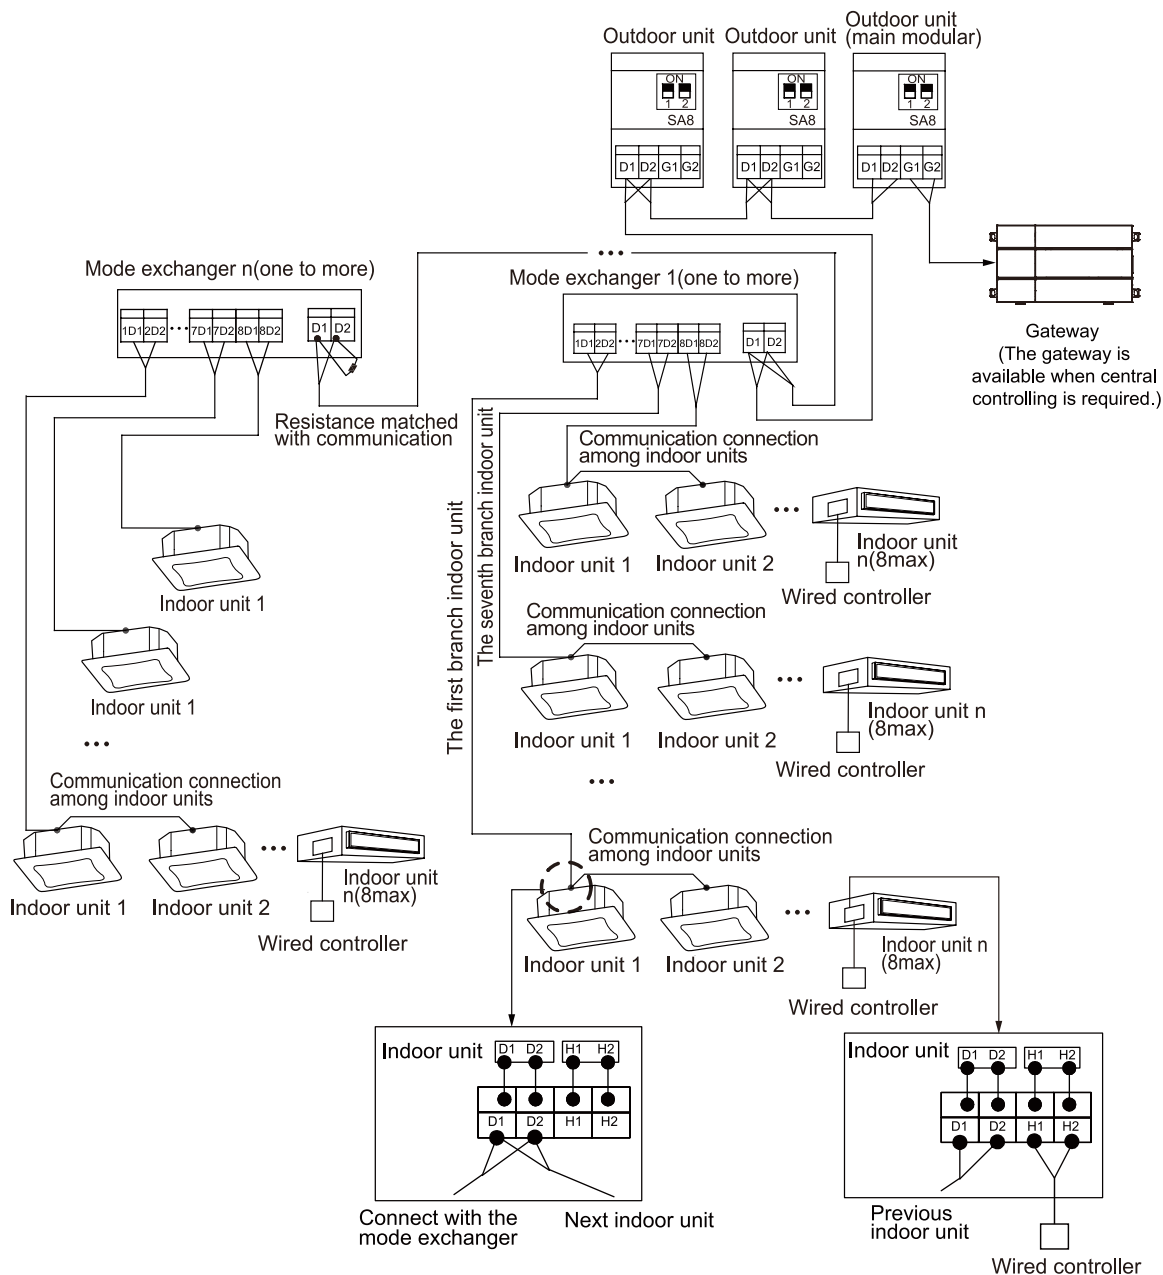 Outdoor unit
Outdoor unit
Outdoor unit
(main modular)
ON
1 2
SA8
D1 D2 G1 G2
ON
1 2
SA8
D1 D2 G1 G2
ON
1 2
SA8
D1 D2 G1 G2
Gateway
(The gateway is
available when central
controlling is required.)
•••
Mode exchanger n(one to more)
1D1 2D2 ••• 7D1 7D2 8D1 8D2 D1 D2
Resistance matched
with communication
Mode exchanger 1(one to more)
1D1 2D2 ••• 7D1 7D2 8D1 8D2 D1 D2
The first branch indoor unit
The seventh branch indoor unit
Indoor unit 1
Indoor unit 1
•••
Communication connection
among indoor units
•••
Indoor unit 1
Indoor unit 2
Indoor unit
n(8max)
Wired controller
Communication connection
among indoor units
•••
Indoor unit 1
Indoor unit 2
Indoor unit
n(8max)
Wired controller
Communication connection
among indoor units
•••
Indoor unit 1
Indoor unit 2
Indoor unit n
(8max)
Wired controller
•••
Communication connection
among indoor units
•••
Indoor unit 1
Indoor unit 2
Indoor unit n
(8max)
Wired controller
Indoor unit
D1 D2 H1 H2
D1 D2 H1 H2
Connect with the
mode exchanger
Next indoor unit
Indoor unit
D1 D2 H1 H2
D1 D2 H1 H2
Previous
indoor unit
Wired controller